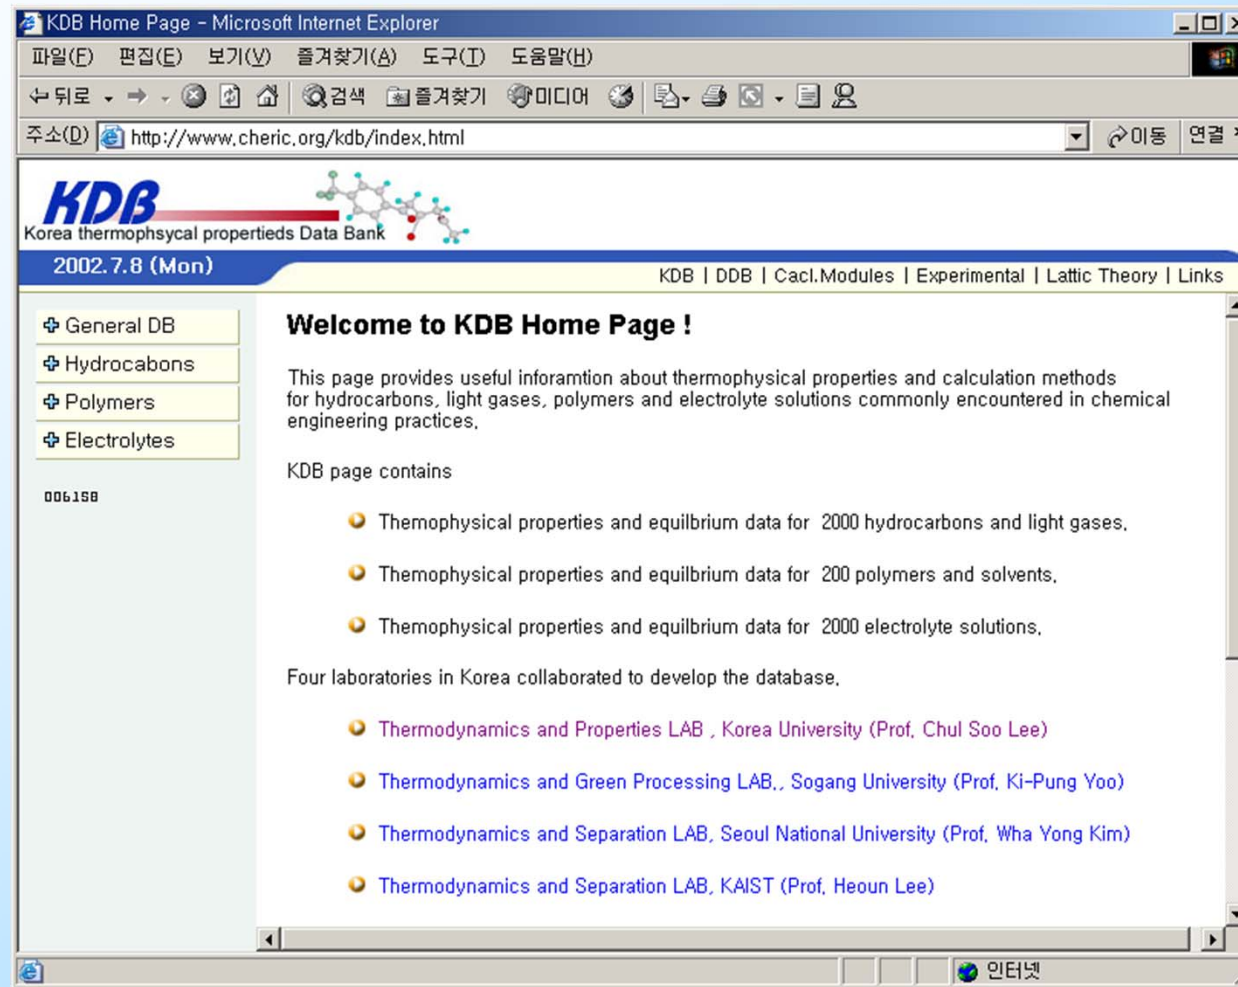 KDB Home Page - Microsoft Internet Explorer
파일(F) 편집(E) 보기(V) 즐겨찾기(A) 도구(T) 도움말(H)
뒤로 검색 즐겨찾기 미디어
주소(D) http://www.cheric.org/kdb/index.html 이동 연결
KDB
Korea thermophsycal propertieds Data Bank
2002.7.8 (Mon)
KDB | DDB | Cacl.Modules | Experimental | Lattic Theory | Links
General DB
Hydrocabons
Polymers
Electrolytes
006158
Welcome to KDB Home Page !
This page provides useful inforamtion about thermophysical properties and calculation methods
for hydrocarbons, light gases, polymers and electrolyte solutions commonly encountered in chemical
engineering practices.
KDB page contains
Themophysical properties and equilbrium data for 2000 hydrocarbons and light gases.
Themophysical properties and equilbrium data for 200 polymers and solvents.
Themophysical properties and equilbrium data for 2000 electrolyte solutions.
Four laboratories in Korea collaborated to develop the database.
Thermodynamics and Properties LAB , Korea University (Prof. Chul Soo Lee)
Thermodynamics and Green Processing LAB., Sogang University (Prof. Ki-Pung Yoo)
Thermodynamics and Separation LAB, Seoul National University (Prof. Wha Yong Kim)
Thermodynamics and Separation LAB, KAIST (Prof. Heoun Lee)
인터넷